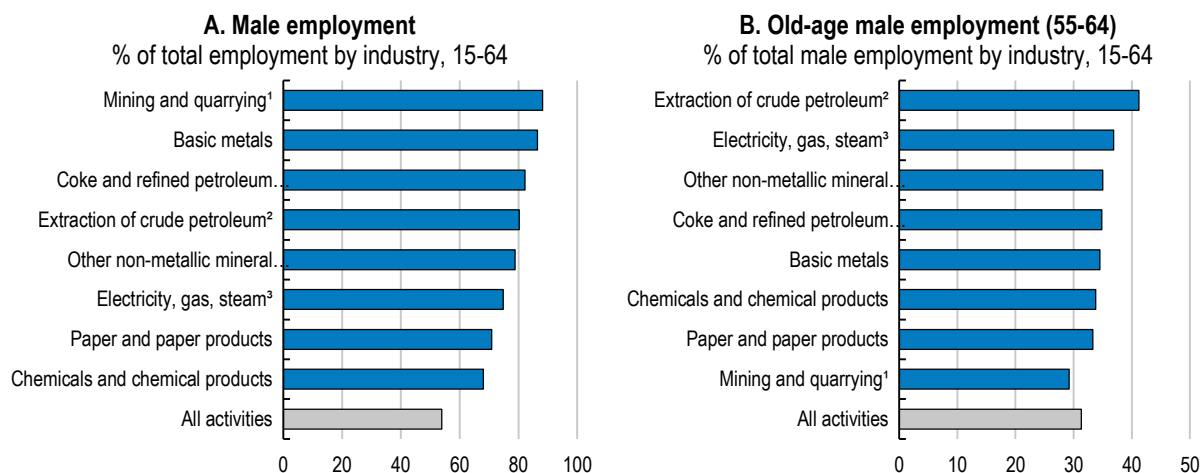 A. Male employment
% of total employment by industry, 15-64
Mining and quarrying¹
Basic metals
Coke and refined petroleum…
Extraction of crude petroleum²
Other non-metallic mineral…
Electricity, gas, steam³
Paper and paper products
Chemicals and chemical products
All activities
0 20 40 60 80 100
B. Old-age male employment (55-64)
% of total male employment by industry, 15-64
Extraction of crude petroleum²
Electricity, gas, steam³
Other non-metallic mineral…
Coke and refined petroleum…
Basic metals
Chemicals and chemical products
Paper and paper products
Mining and quarrying¹
All activities
0 10 20 30 40 50